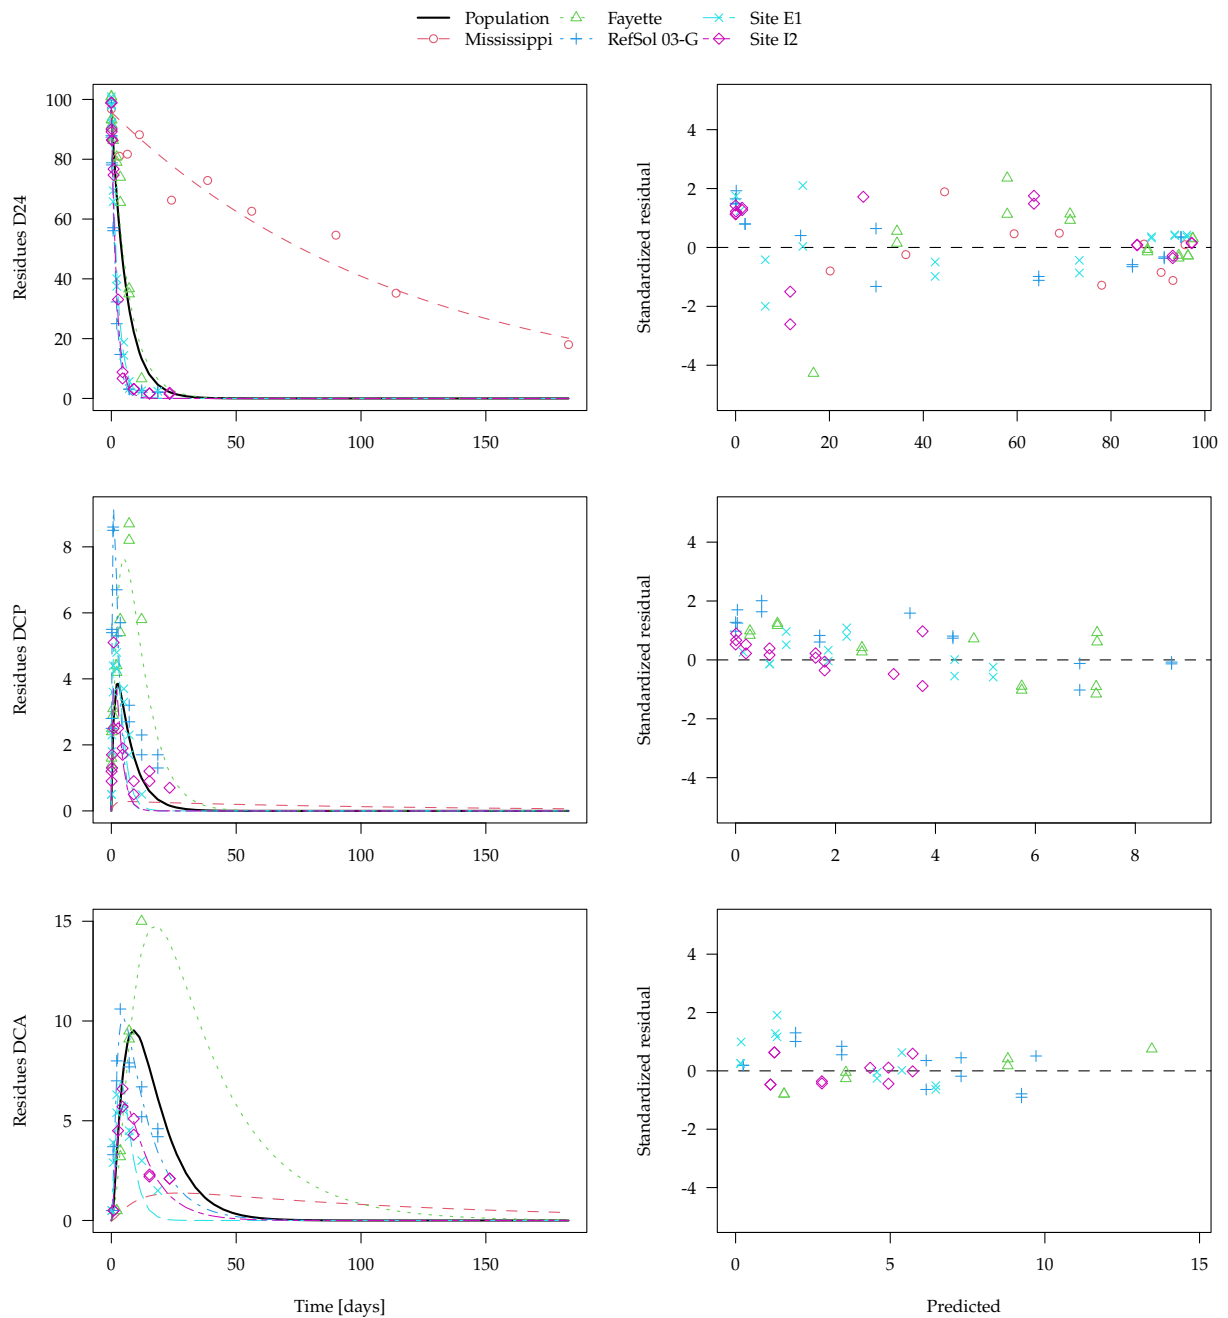 Population
Fayette
Site E1
Mississippi
RefSol 03-G
Site I2
Residues D24
100
80
60
40
20
0
0 50 100 150
Standardized residual
4
2
0
-2
-4
0 20 40 60 80 100
Residues DCP
8
6
4
2
0
0 50 100 150
Standardized residual
4
2
0
-2
-4
0 2 4 6 8
Residues DCA
15
10
5
0
0 50 100 150
Time [days]
Standardized residual
4
2
0
-2
-4
0 5 10 15
Predicted